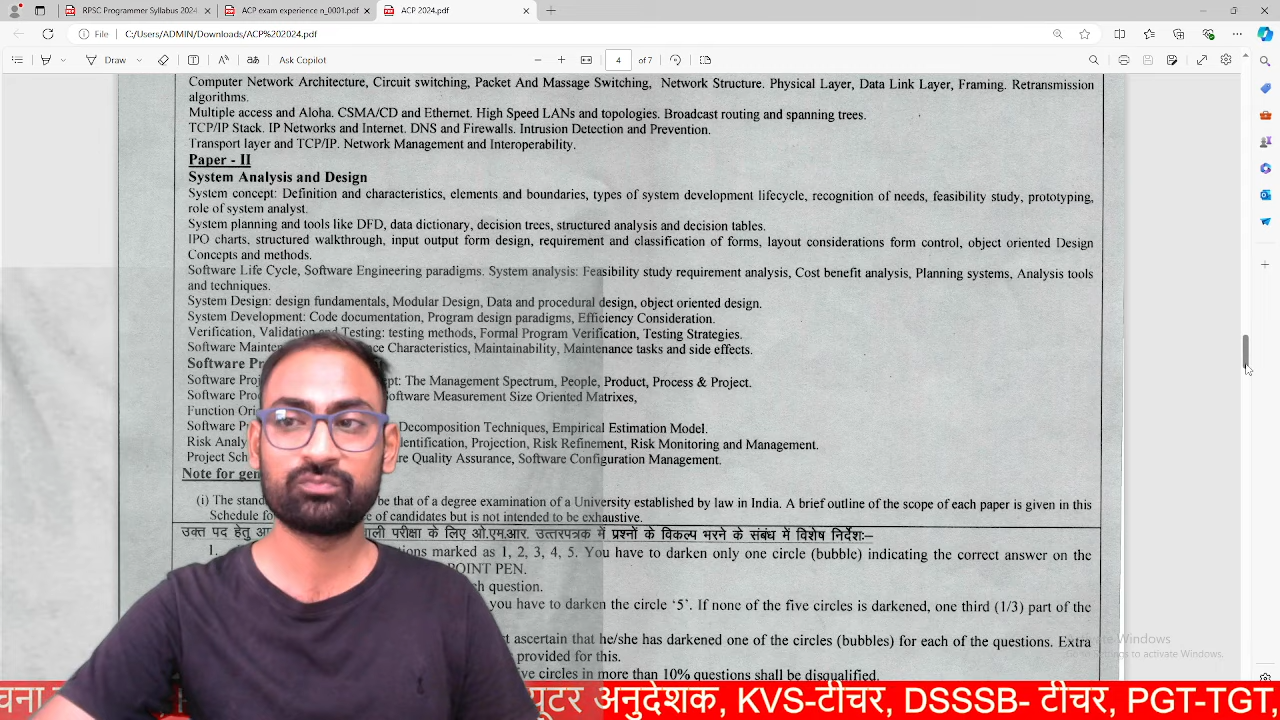 RPSC Programmer Syllabus 2024.
ACP exam experience n_0001.pdf
ACP 2024.pdf
File C:/Users/ADMIN/Downloads/ACP%202024.pdf
Draw Ask Copilot 4 of 7
Computer Network Architecture, Circuit switching, Packet And Massage Switching, Network Structure. Physical Layer, Data Link Layer, Framing. Retransmission
algorithms.
Multiple access and Aloha. CSMA/CD and Ethernet. High Speed LANs and topologies. Broadcast routing and spanning trees.
TCP/IP Stack. IP Networks and Internet. DNS and Firewalls. Intrusion Detection and Prevention.
Transport layer and TCP/IP. Network Management and Interoperability.
Paper - II
System Analysis and Design
System concept: Definition and characteristics, elements and boundaries, types of system development lifecycle, recognition of needs, feasibility study, prototyping,
role of system analyst.
System planning and tools like DFD, data dictionary, decision trees, structured analysis and decision tables.
IPO charts, structured walkthrough, input output form design, requirement and classification of forms, layout considerations form control, object oriented Design
Concepts and methods.
Software Life Cycle, Software Engineering paradigms. System analysis: Feasibility study requirement analysis, Cost benefit analysis, Planning systems, Analysis tools
and techniques.
System Design: design fundamentals, Modular Design, Data and procedural design, object oriented design.
System Development: Code documentation, Program design paradigms, Efficiency Consideration.
Verification, Validation and Testing: testing methods, Formal Program Verification, Testing Strategies.
Software Mainten Characteristics, Maintainability, Maintenance tasks and side effects.
Software Pr
Software Proj ept: The Management Spectrum, People, Product, Process & Project.
Software Pro oftware Measurement Size Oriented Matrixes,
Function Ori
Software P Decomposition Techniques, Empirical Estimation Model.
Risk Analy entification, Projection, Risk Refinement, Risk Monitoring and Management.
Project Sch re Quality Assurance, Software Configuration Management.
Note for gen
(i) The stand be that of a degree examination of a University established by law in India. A brief outline of the scope of each paper is given in this
Schedule fo e of candidates but is not intended to be exhaustive.
उक्त पद हेतु आ ाली परीक्षा के लिए ओ.एम.आर. उत्तरपत्रक में प्रश्नों के विकल्प भरने के संबंध में विशेष निर्देश:–
1. tions marked as 1, 2, 3, 4, 5. You have to darken only one circle (bubble) indicating the correct answer on the
POINT PEN.
h question.
you have to darken the circle '5'. If none of the five circles is darkened, one third (1/3) part of the
t ascertain that he/she has darkened one of the circles (bubbles) for each of the questions. Extra
provided for this.
ive circles in more than 10% questions shall be disqualified.
Activate Windows
Go to Settings to activate Windows.
चना
प्यूटर अनुदेशक, KVS-टीचर, DSSSB- टीचर, PGT-TGT,